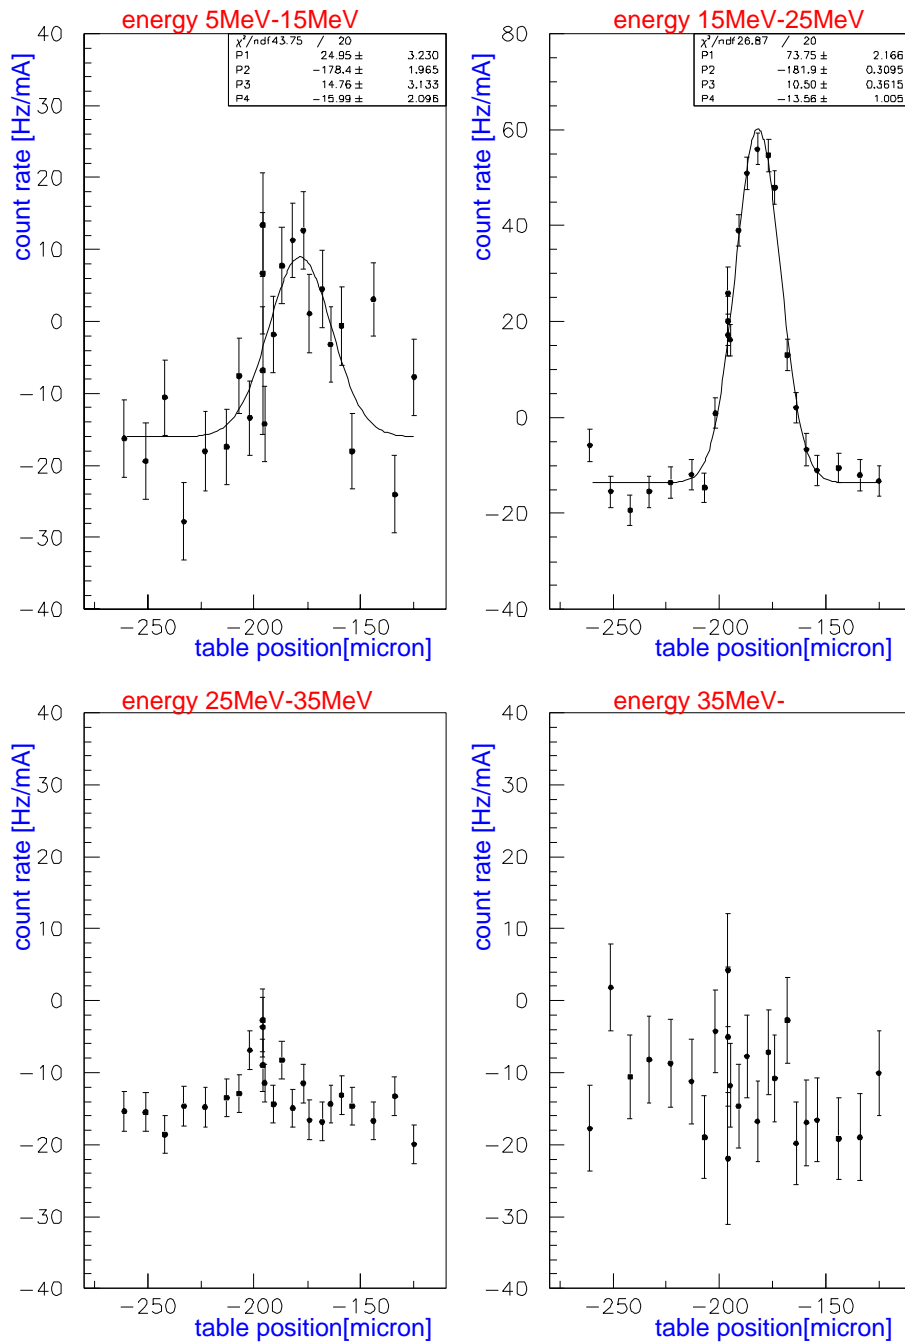 energy 5MeV-15MeV
χ²/ndf 43.75 / 20
P1 24.95 ± 3.230
P2 −178.4 ± 1.965
P3 14.76 ± 3.133
P4 −15.99 ± 2.096
count rate [Hz/mA]
40
30
20
10
0
−10
−20
−30
−40
−250 −200 −150
table position[micron]
energy 15MeV-25MeV
χ²/ndf 26.87 / 20
P1 73.75 ± 2.166
P2 −181.9 ± 0.3095
P3 10.50 ± 0.3615
P4 −13.56 ± 1.005
count rate [Hz/mA]
80
60
40
20
0
−20
−40
−250 −200 −150
table position[micron]
energy 25MeV-35MeV
count rate [Hz/mA]
40
30
20
10
0
−10
−20
−30
−40
−250 −200 −150
table position[micron]
energy 35MeV-
count rate [Hz/mA]
40
30
20
10
0
−10
−20
−30
−40
−250 −200 −150
table position[micron]